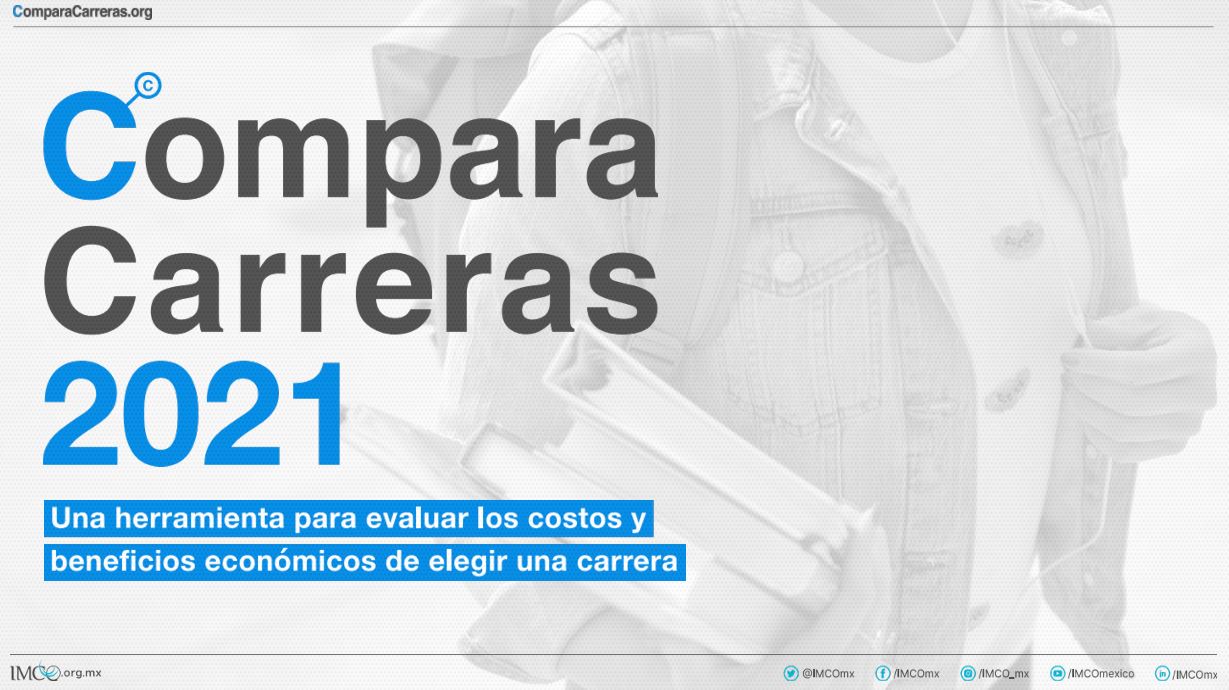 ComparaCarreras.org
C
Compara
Carreras
2021
Una herramienta para evaluar los costos y
beneficios económicos de elegir una carrera
IMCO.org.mx
@IMCOmx
/IMCOmx
/IMCO_mx
/IMCOmexico
/IMCOmx